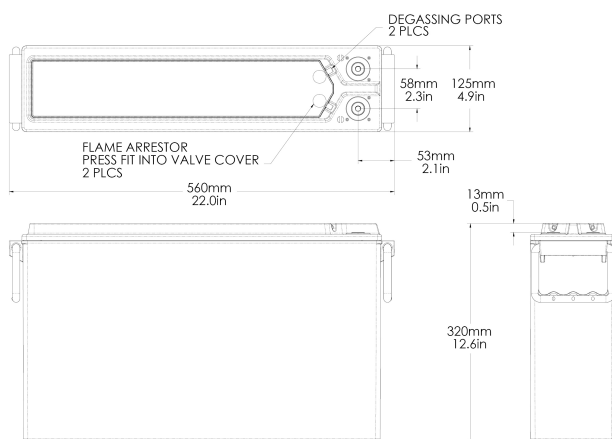 DEGASSING PORTS
2 PLCS
58mm
2.3in
125mm
4.9in
FLAME ARRESTOR
PRESS FIT INTO VALVE COVER
2 PLCS
53mm
2.1in
560mm
22.0in
13mm
0.5in
320mm
12.6in